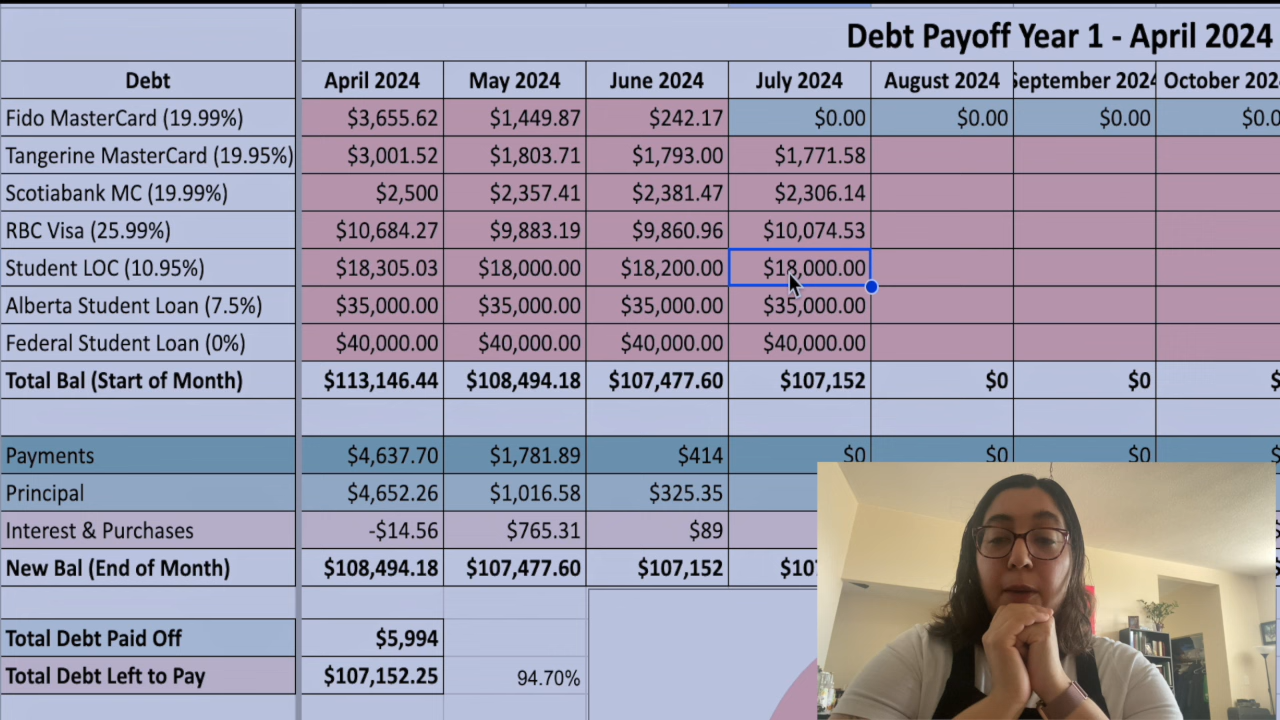 Debt Payoff Year 1 - April 2024
Debt April 2024 May 2024 June 2024 July 2024 August 2024 September 2024 October 202
Fido MasterCard (19.99%) $3,655.62 $1,449.87 $242.17 $0.00 $0.00 $0.00 $0.0
Tangerine MasterCard (19.95%) $3,001.52 $1,803.71 $1,793.00 $1,771.58
Scotiabank MC (19.99%) $2,500 $2,357.41 $2,381.47 $2,306.14
RBC Visa (25.99%) $10,684.27 $9,883.19 $9,860.96 $10,074.53
Student LOC (10.95%) $18,305.03 $18,000.00 $18,200.00 $18,000.00
Alberta Student Loan (7.5%) $35,000.00 $35,000.00 $35,000.00 $35,000.00
Federal Student Loan (0%) $40,000.00 $40,000.00 $40,000.00 $40,000.00
Total Bal (Start of Month) $113,146.44 $108,494.18 $107,477.60 $107,152 $0 $0 $
Payments $4,637.70 $1,781.89 $414 $0 $0 $0 $
Principal $4,652.26 $1,016.58 $325.35
Interest & Purchases -$14.56 $765.31 $89
New Bal (End of Month) $108,494.18 $107,477.60 $107,152 $10
Total Debt Paid Off $5,994
Total Debt Left to Pay $107,152.25 94.70%